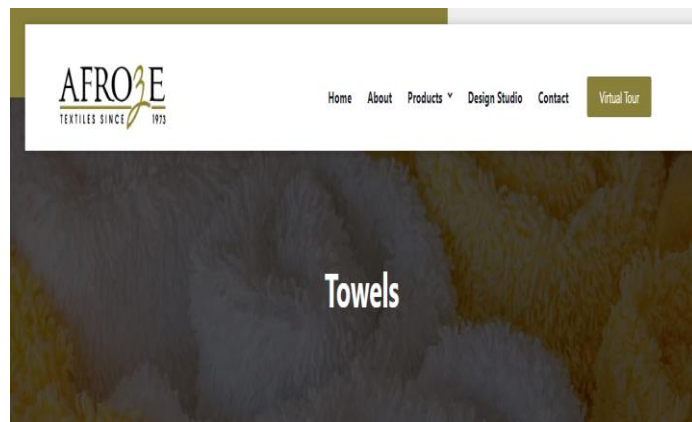 AFROZE
TEXTILES SINCE 1973
Home About Products Design Studio Contact Virtual Tour
Towels